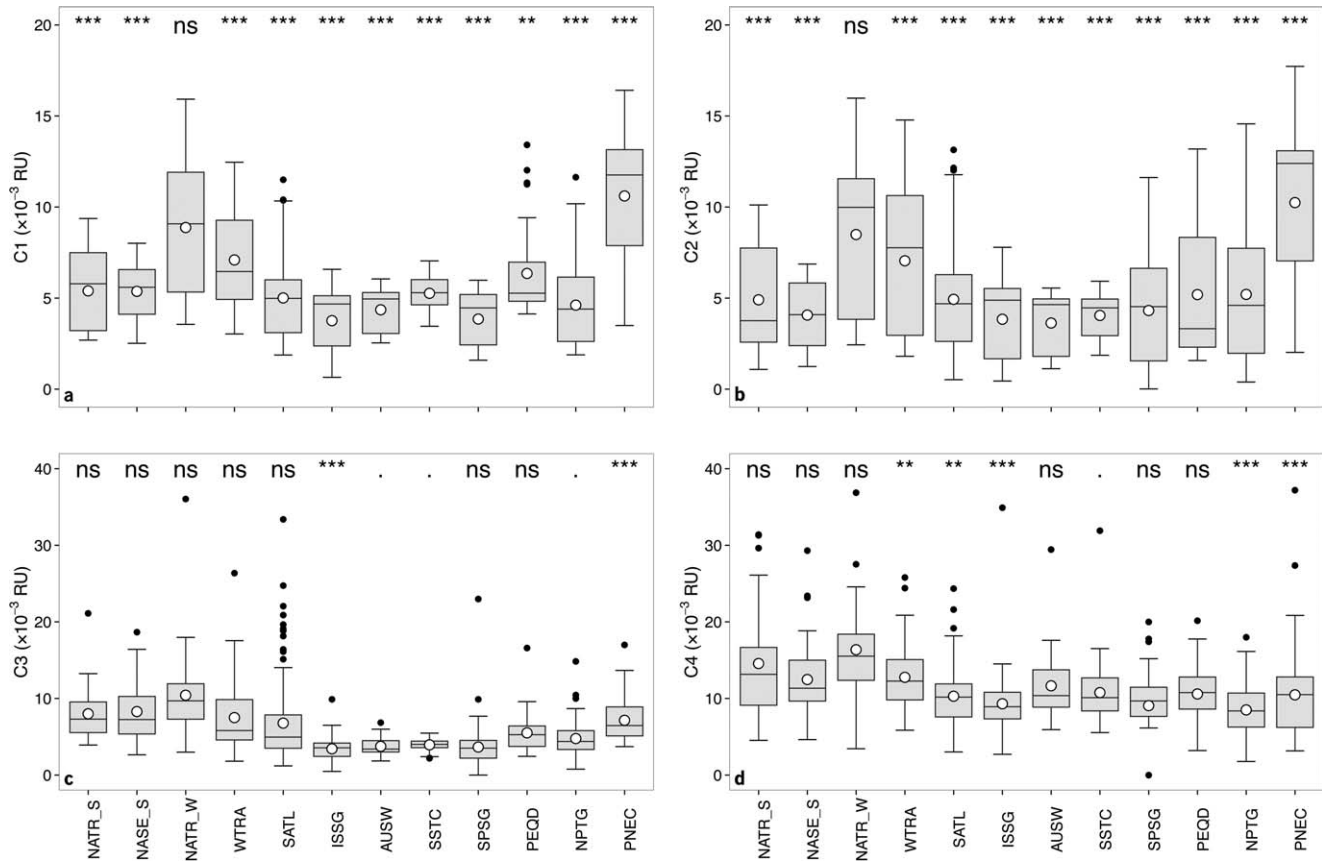 20
*** *** ns *** *** *** *** *** *** ** *** ***
15
10
5
0
C1 (×10−3 RU)
a
20
*** *** ns *** *** *** *** *** *** *** *** ***
15
10
5
0
C2 (×10−3 RU)
b
40
ns ns ns ns ns *** . . ns ns . ***
30
20
10
0
C3 (×10−3 RU)
c
NATR_S NASE_S NATR_W WTRA SATL ISSG AUSW SSTC SPSG PEQD NPTG PNEC
40
ns ns ns ** ** *** ns . ns ns *** ***
30
20
10
0
C4 (×10−3 RU)
d
NATR_S NASE_S NATR_W WTRA SATL ISSG AUSW SSTC SPSG PEQD NPTG PNEC